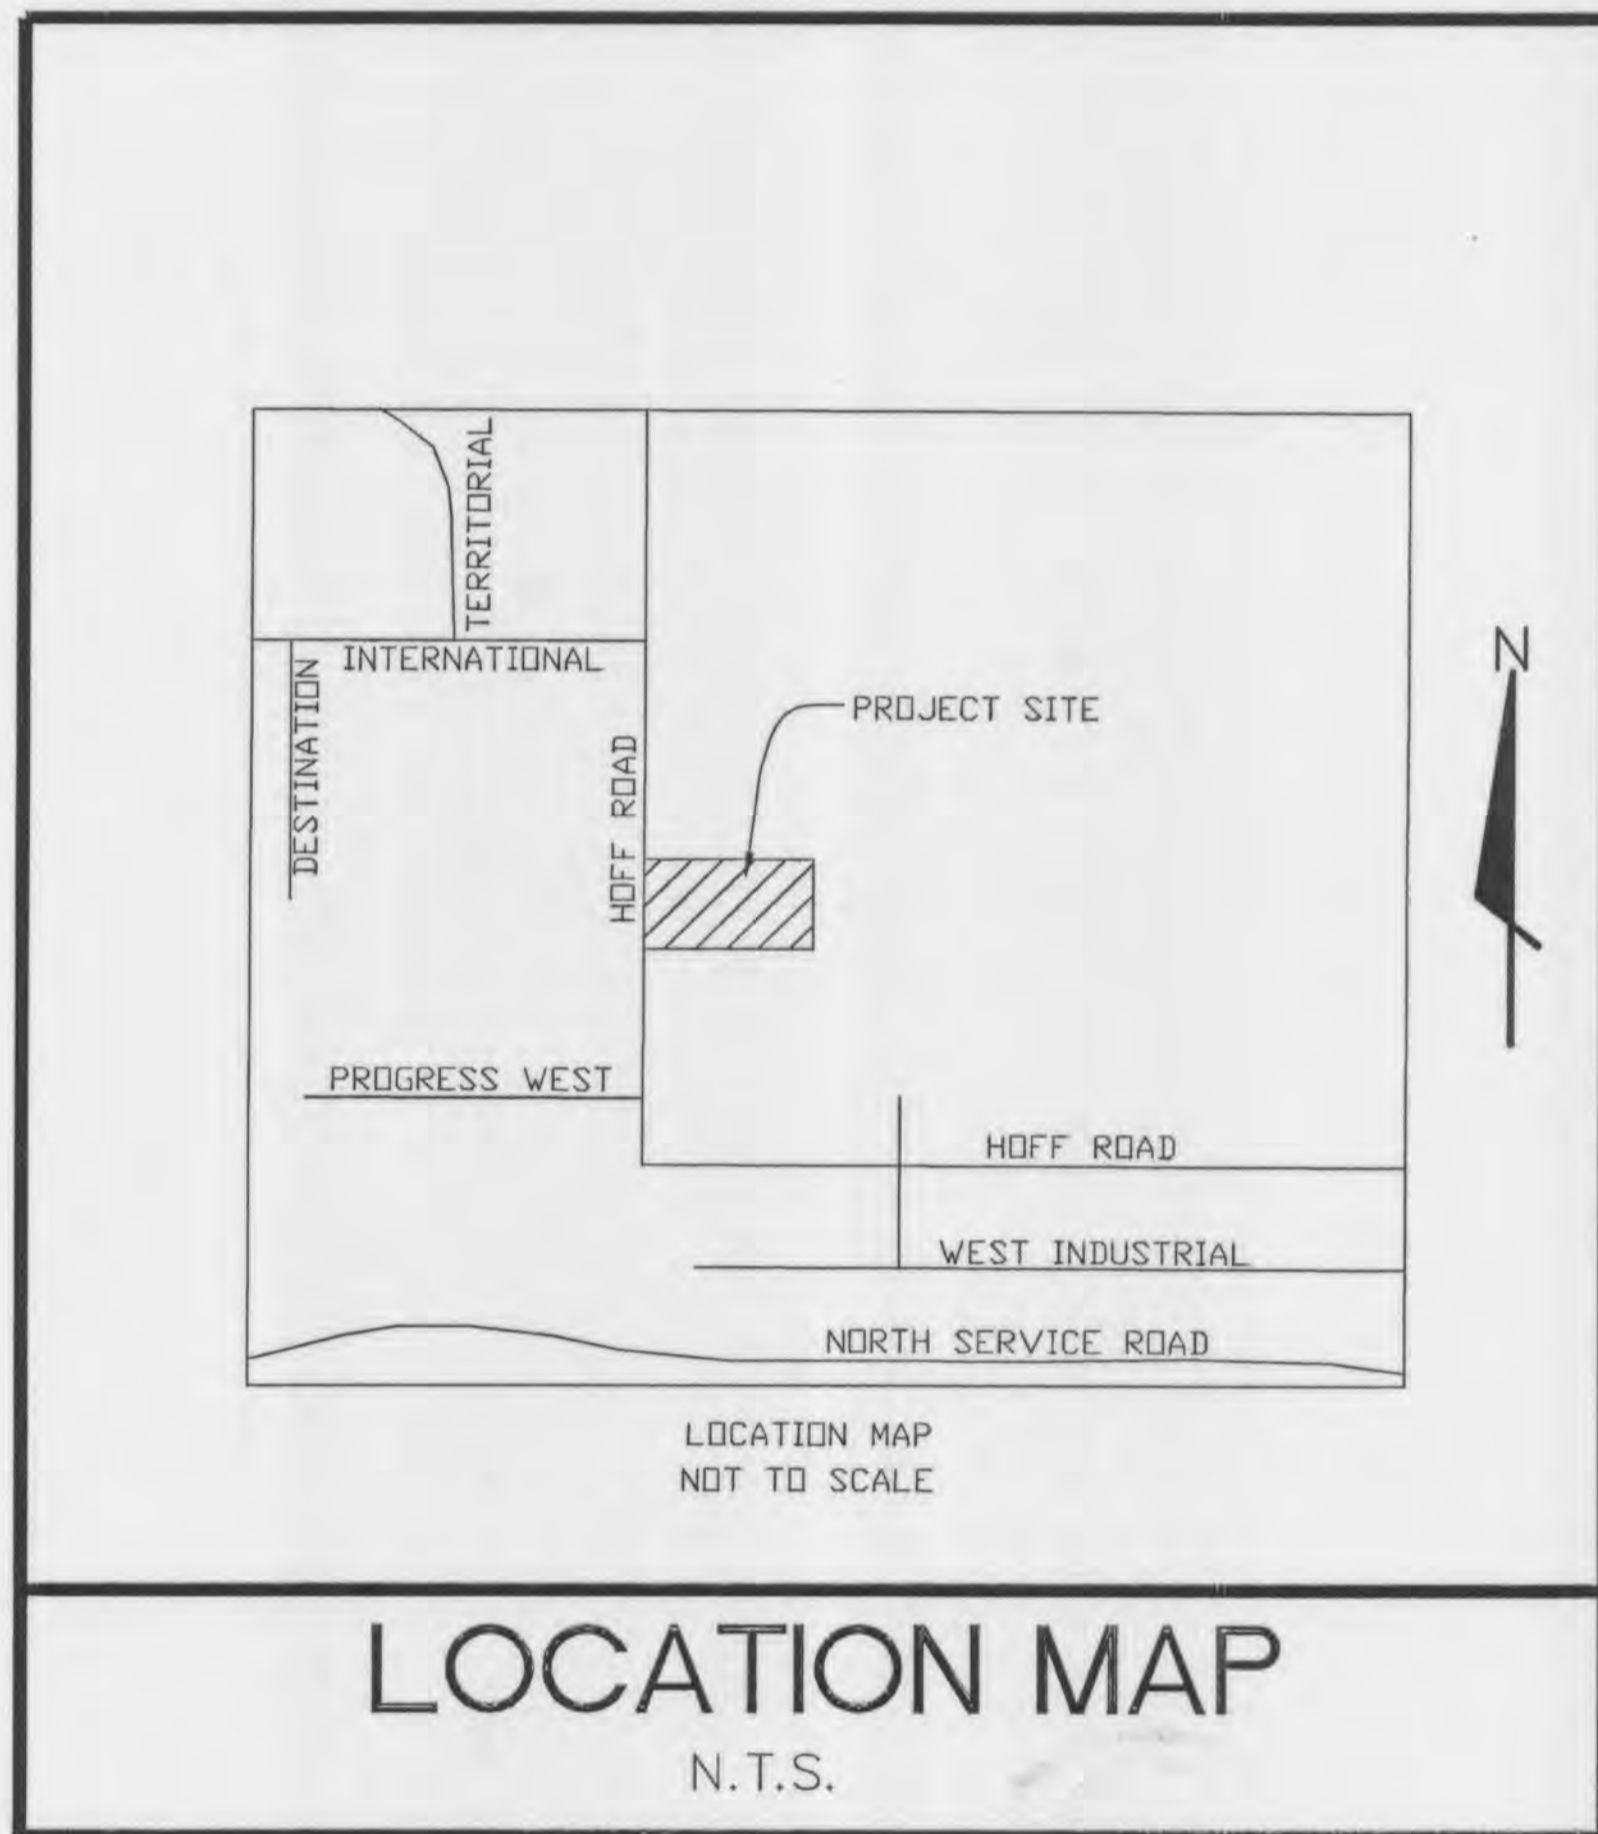 TERRITORIAL
INTERNATIONAL
DESTINATION
N
PROJECT SITE
HOFF ROAD
PROGRESS WEST
HOFF ROAD
WEST INDUSTRIAL
NORTH SERVICE ROAD
LOCATION MAP
NOT TO SCALE
LOCATION MAP
N.T.S.